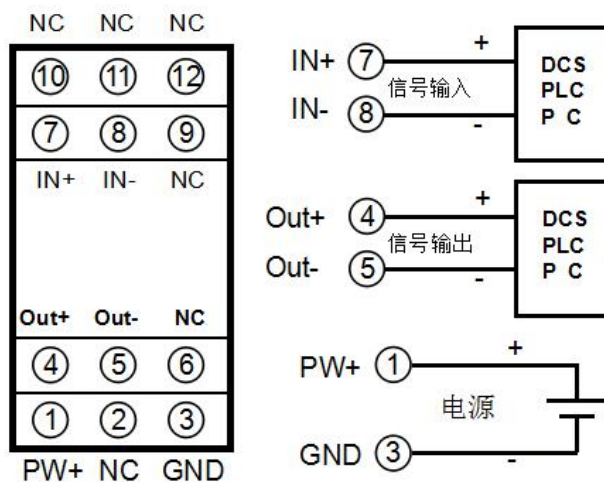 NC NC NC
⑩ ⑪ ⑫
⑦ ⑧ ⑨
IN+ IN- NC
Out+ Out- NC
④ ⑤ ⑥
① ② ③
PW+ NC GND
IN+ ⑦ +
信号输入
IN- ⑧ -
DCS
PLC
P C
Out+ ④ +
信号输出
Out- ⑤ -
DCS
PLC
P C
PW+ ① +
电源
GND ③ -